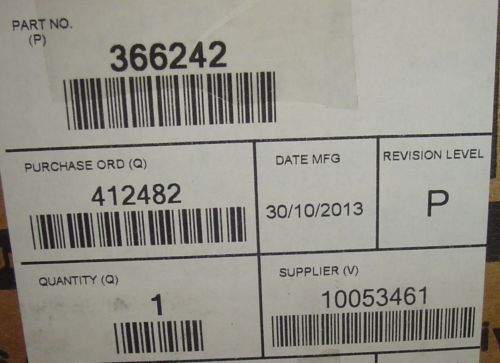 PART NO.
(P)
366242
PURCHASE ORD (Q)
412482
DATE MFG
30/10/2013
REVISION LEVEL
P
QUANTITY (Q)
1
SUPPLIER (V)
10053461